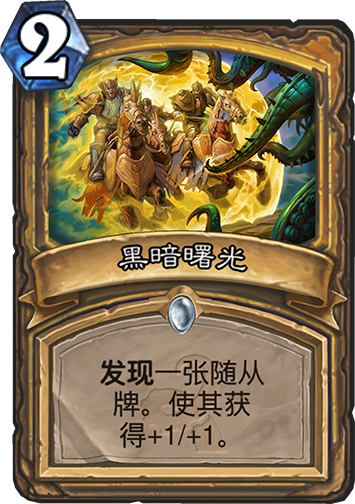 2
黑暗曙光
发现一张随从
牌。使其获
得+1/+1。